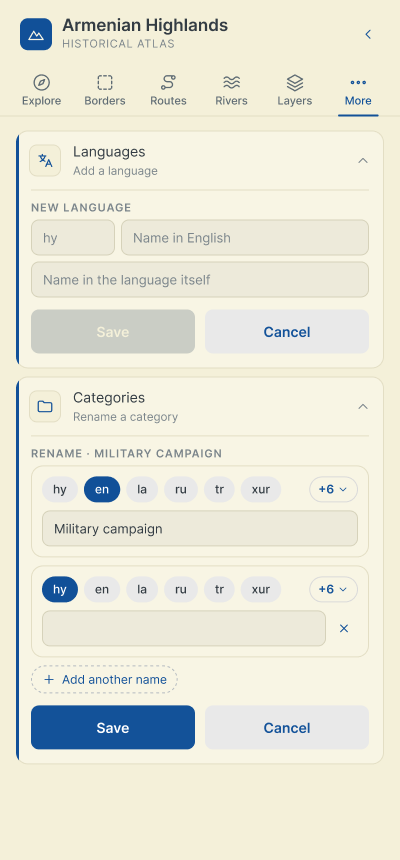 Armenian Highlands
HISTORICAL ATLAS
Explore Borders Routes Rivers Layers More
Languages
Add a language
NEW LANGUAGE
hy Name in English
Name in the language itself
Save Cancel
Categories
Rename a category
RENAME · MILITARY CAMPAIGN
hy en la ru tr xur +6
Military campaign
hy en la ru tr xur +6
Add another name
Save Cancel